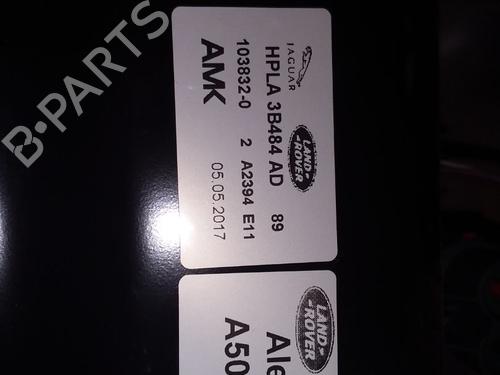 JAGUAR
LAND-
-ROVER
HPLA 3B484 AD 89
103832-0 2 A2394 E11
AMK 05.05.2017
LAND-
-ROVER
Ale
A50
B-PARTS